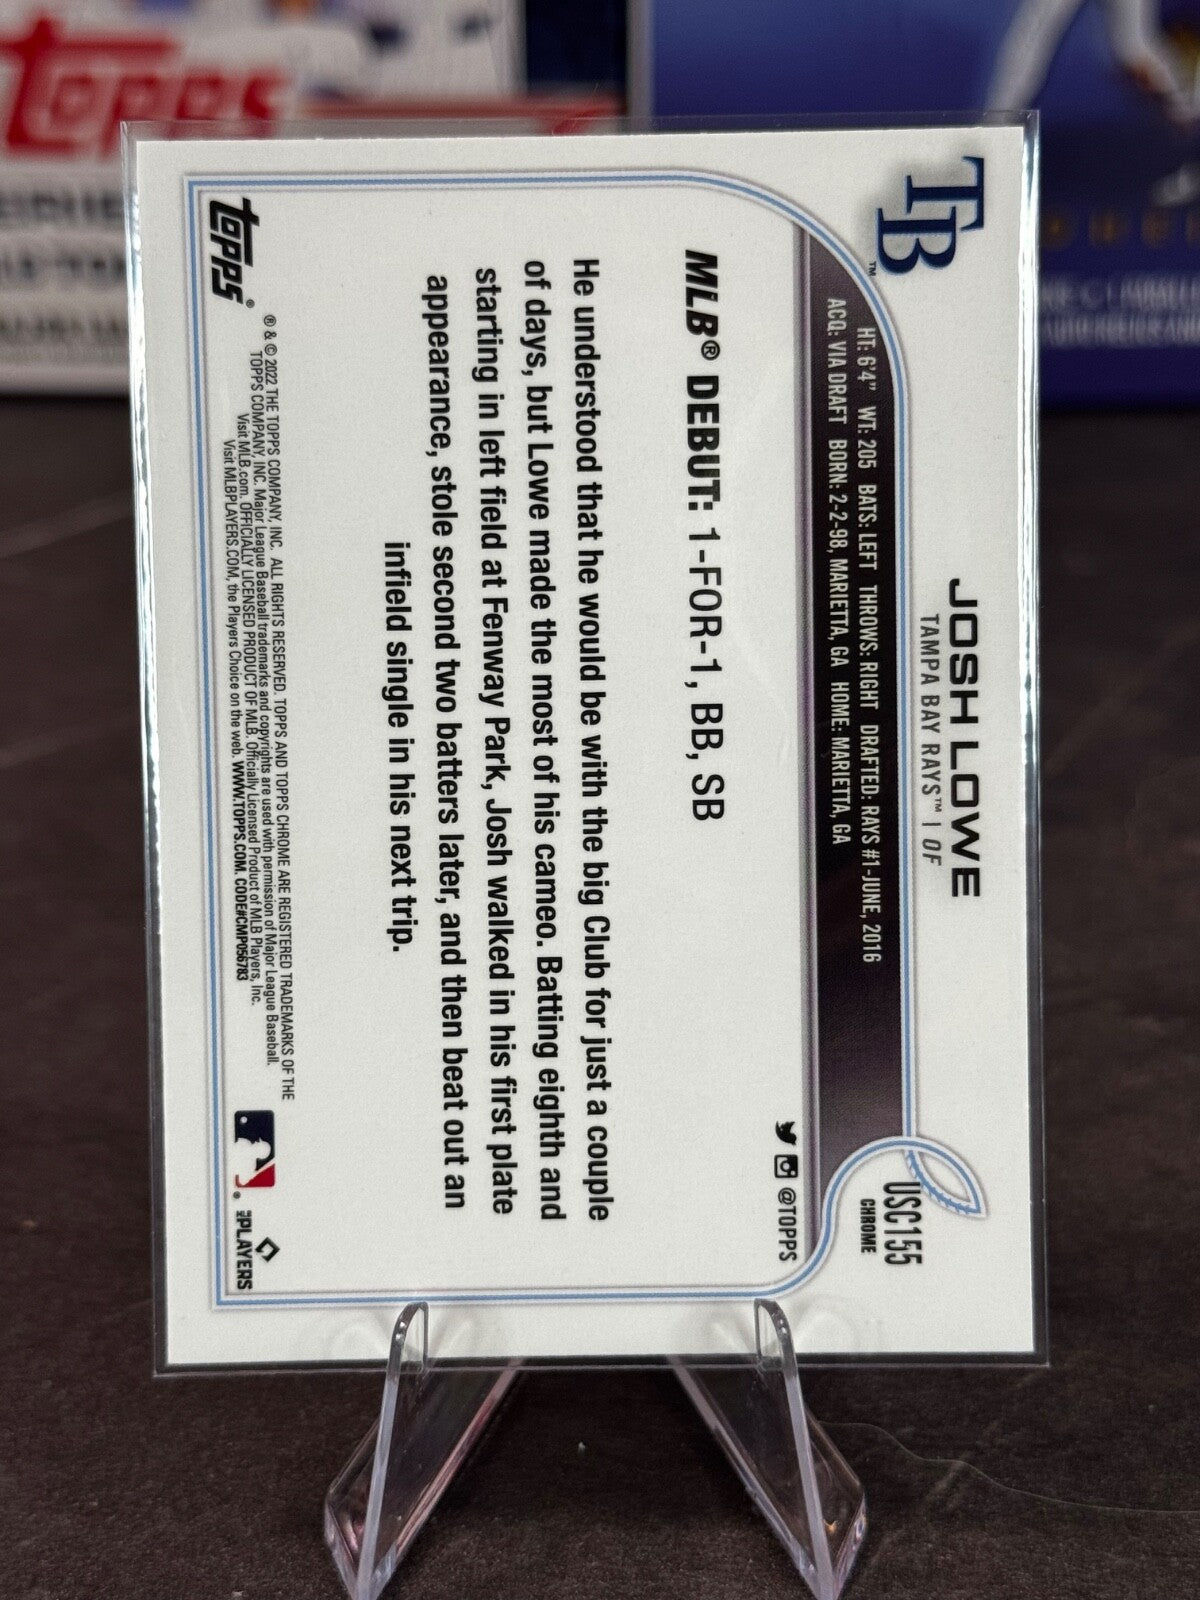 Topps
TB™
JOSH LOWE
TAMPA BAY RAYS™ | OF
HT: 6'4" WT: 205 BATS: LEFT THROWS: RIGHT DRAFTED: RAYS #1-JUNE, 2016
ACQ: VIA DRAFT BORN: 2-2-98, MARIETTA, GA HOME: MARIETTA, GA
USC155
CHROME
@TOPPS
MLB® DEBUT: 1-FOR-1, BB, SB
He understood that he would be with the big Club for just a couple
of days, but Lowe made the most of his cameo. Batting eighth and
starting in left field at Fenway Park, Josh walked in his first plate
appearance, stole second two batters later, and then beat out an
infield single in his next trip.
topps®
® & © 2022 THE TOPPS COMPANY, INC. ALL RIGHTS RESERVED. TOPPS AND TOPPS CHROME ARE REGISTERED TRADEMARKS OF THE
TOPPS COMPANY, INC. Major League Baseball trademarks and copyrights are used with permission of Major League Baseball.
Visit MLB.com. OFFICIALLY LICENSED PRODUCT OF MLB. Officially Licensed Product of MLB Players, Inc.
Visit MLBPLAYERS.COM, the Players Choice on the web. WWW.TOPPS.COM. CODE#CMP056783
MLB PLAYERS